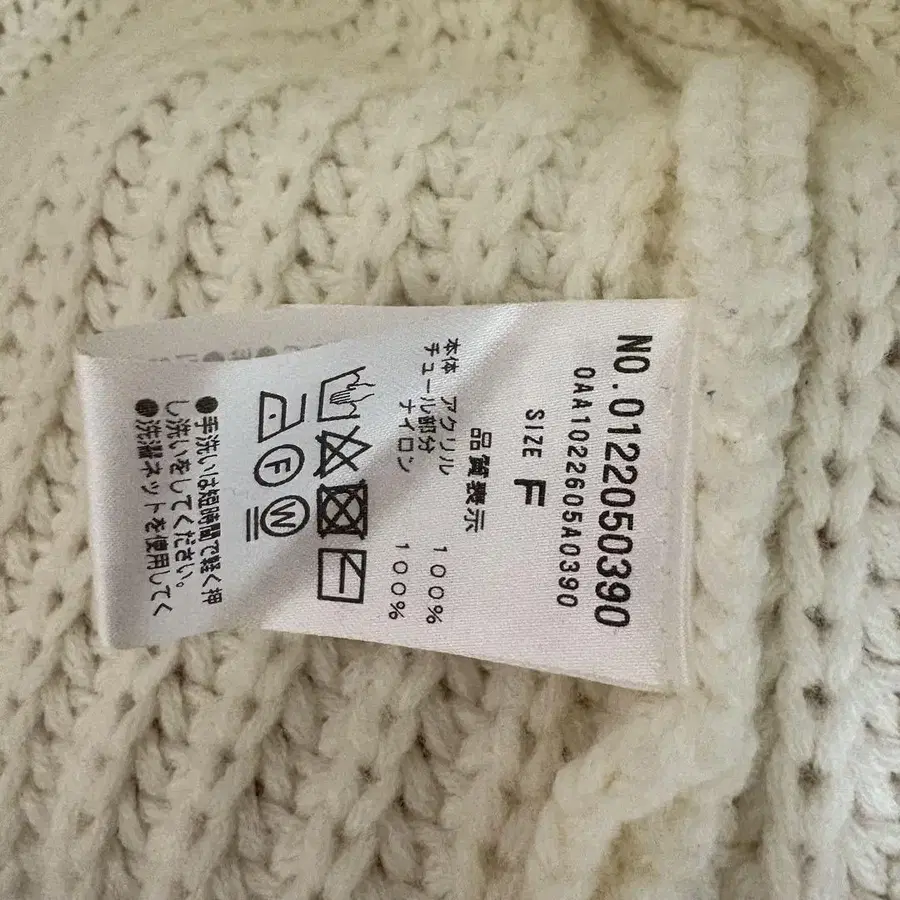 NO.0122050390
0AA1022605A0390
SIZE F
品質表示
本体 アクリル 100%
チュール部分
ナイロン 100%
F
W
●手洗いは短時間で軽く押
し洗いをしてください。
●洗濯ネットを使用してく